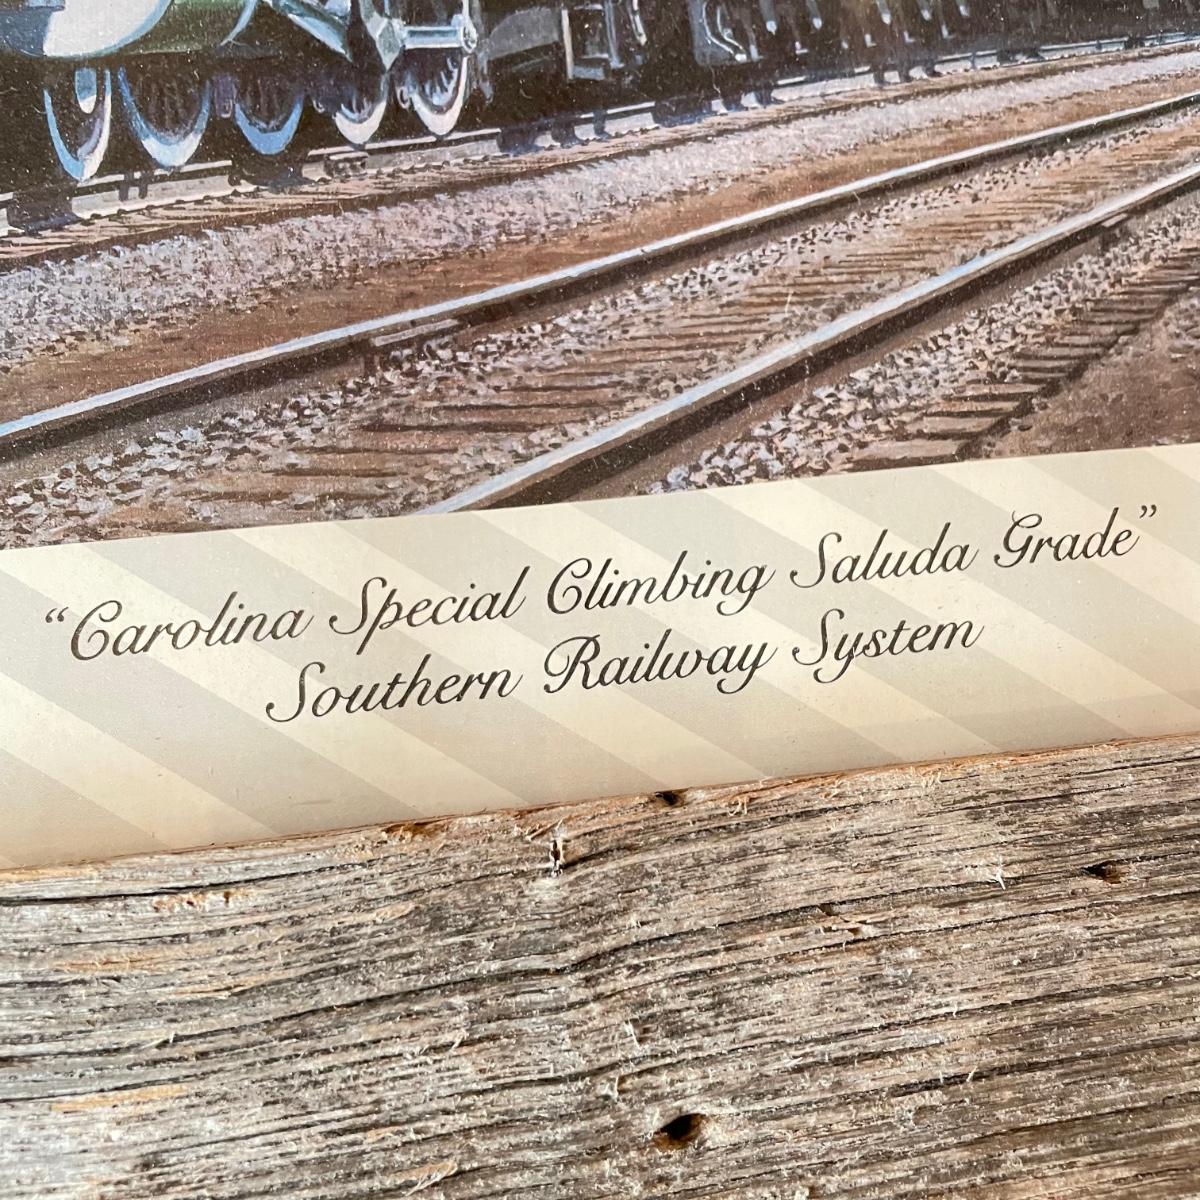 “Carolina Special Climbing Saluda Grade”
Southern Railway System